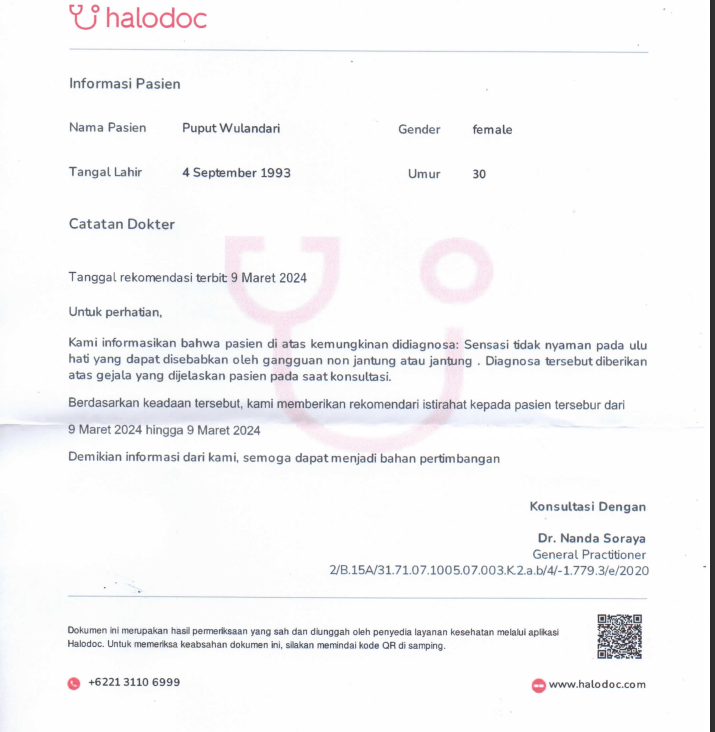 halodoc
Informasi Pasien
Nama Pasien Puput Wulandari Gender female
Tangal Lahir 4 September 1993 Umur 30
Catatan Dokter
Tanggal rekomendasi terbit: 9 Maret 2024
Untuk perhatian,
Kami informasikan bahwa pasien di atas kemungkinan didiagnosa: Sensasi tidak nyaman pada ulu
hati yang dapat disebabkan oleh gangguan non jantung atau jantung . Diagnosa tersebut diberikan
atas gejala yang dijelaskan pasien pada saat konsultasi.
Berdasarkan keadaan tersebut, kami memberikan rekomendari istirahat kepada pasien tersebur dari
9 Maret 2024 hingga 9 Maret 2024
Demikian informasi dari kami, semoga dapat menjadi bahan pertimbangan
Konsultasi Dengan
Dr. Nanda Soraya
General Practitioner
2/B.15A/31.71.07.1005.07.003.K.2.a.b/4/-1.779.3/e/2020
Dokumen ini merupakan hasil permeriksaan yang sah dan diunggah oleh penyedia layanan kesehatan melalui aplikasi
Halodoc. Untuk memeriksa keabsahan dokumen ini, silakan memindai kode QR di samping.
+6221 3110 6999 www.halodoc.com